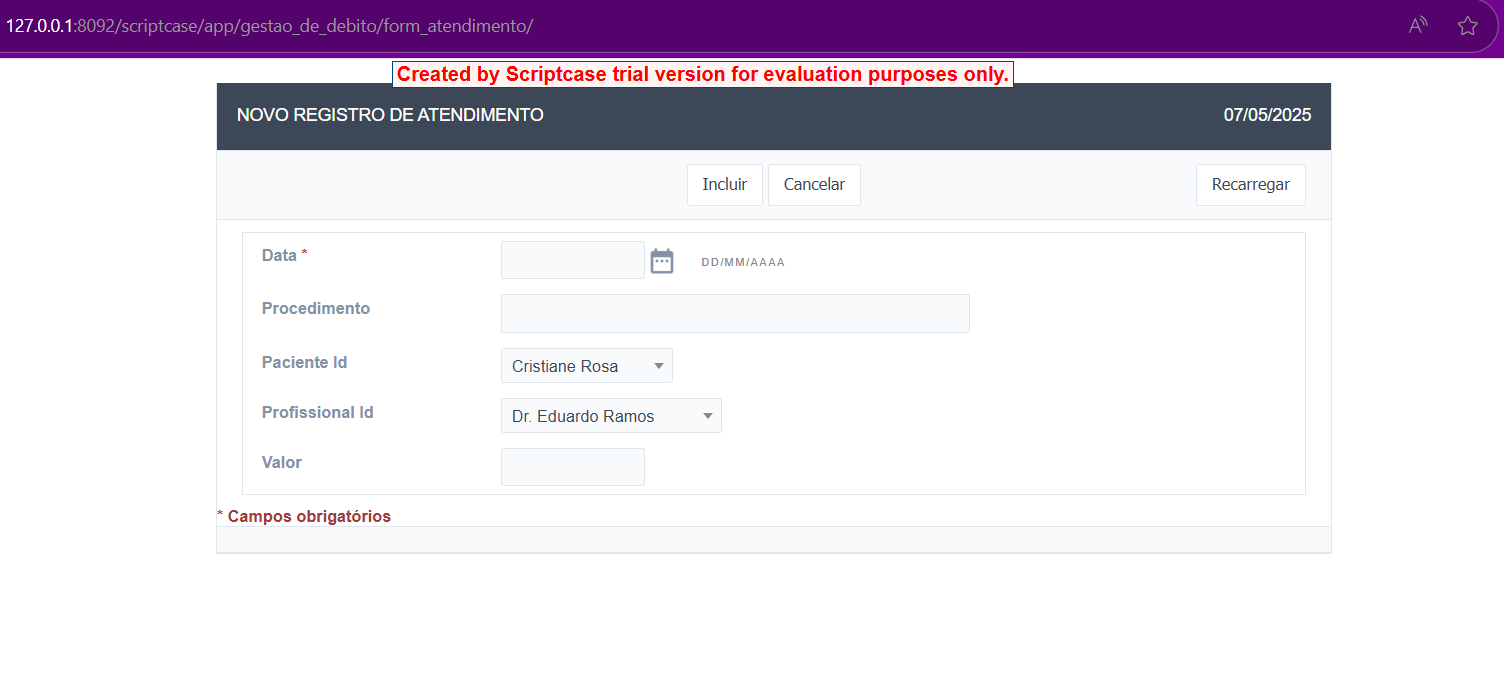 127.0.0.1:8092/scriptcase/app/gestao_de_debito/form_atendimento/
Created by Scriptcase trial version for evaluation purposes only.
NOVO REGISTRO DE ATENDIMENTO 07/05/2025
Incluir Cancelar Recarregar
Data * DD/MM/AAAA
Procedimento
Paciente Id Cristiane Rosa
Profissional Id Dr. Eduardo Ramos
Valor
* Campos obrigatórios